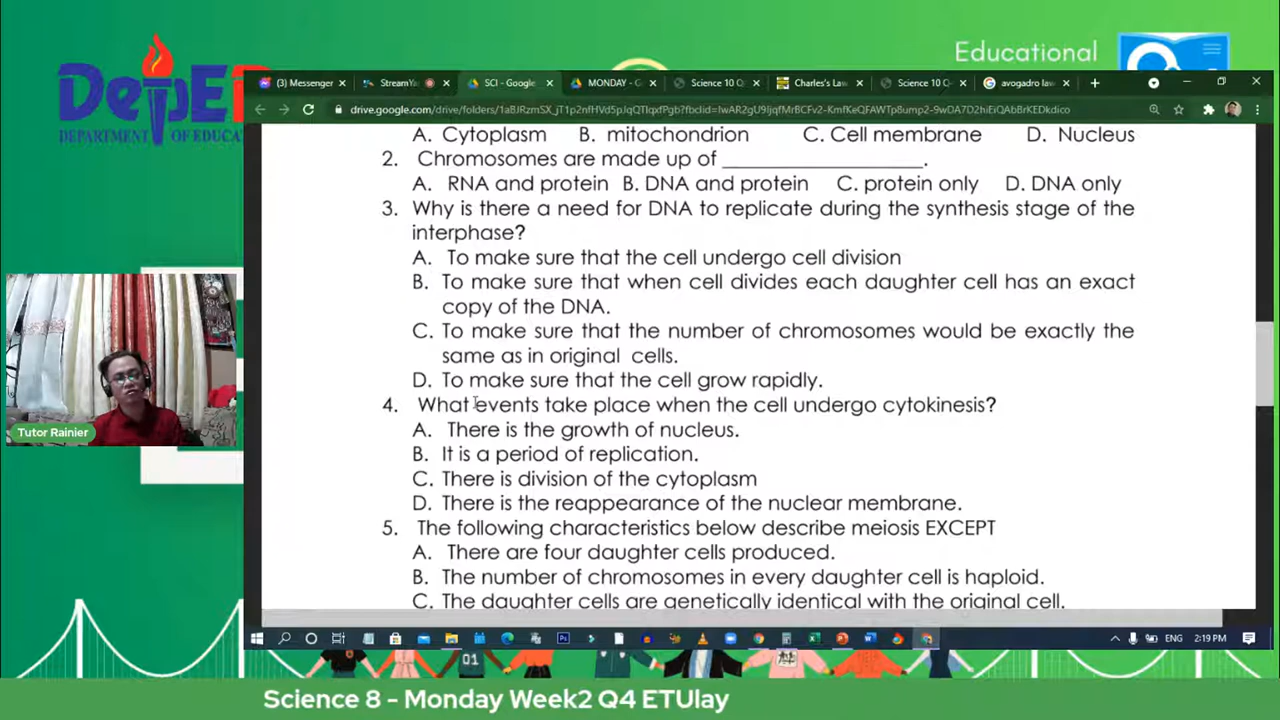 DepED
DEPARTMENT OF EDUCAT
Educational
(3) Messenger
StreamYa
SCI - Google
MONDAY - G
Science 10 Q
Charles's Law
Science 10 Q
avogadro law
A. Cytoplasm B. mitochondrion C. Cell membrane D. Nucleus
2. Chromosomes are made up of ____________________.
A. RNA and protein B. DNA and protein C. protein only D. DNA only
3. Why is there a need for DNA to replicate during the synthesis stage of the
interphase?
A. To make sure that the cell undergo cell division
B. To make sure that when cell divides each daughter cell has an exact
copy of the DNA.
C. To make sure that the number of chromosomes would be exactly the
same as in original cells.
D. To make sure that the cell grow rapidly.
4. What events take place when the cell undergo cytokinesis?
A. There is the growth of nucleus.
B. It is a period of replication.
C. There is division of the cytoplasm
D. There is the reappearance of the nuclear membrane.
5. The following characteristics below describe meiosis EXCEPT
A. There are four daughter cells produced.
B. The number of chromosomes in every daughter cell is haploid.
C. The daughter cells are genetically identical with the original cell.
Tutor Rainier
ENG 2:19 PM
01
Science 8 - Monday Week2 Q4 ETUlay